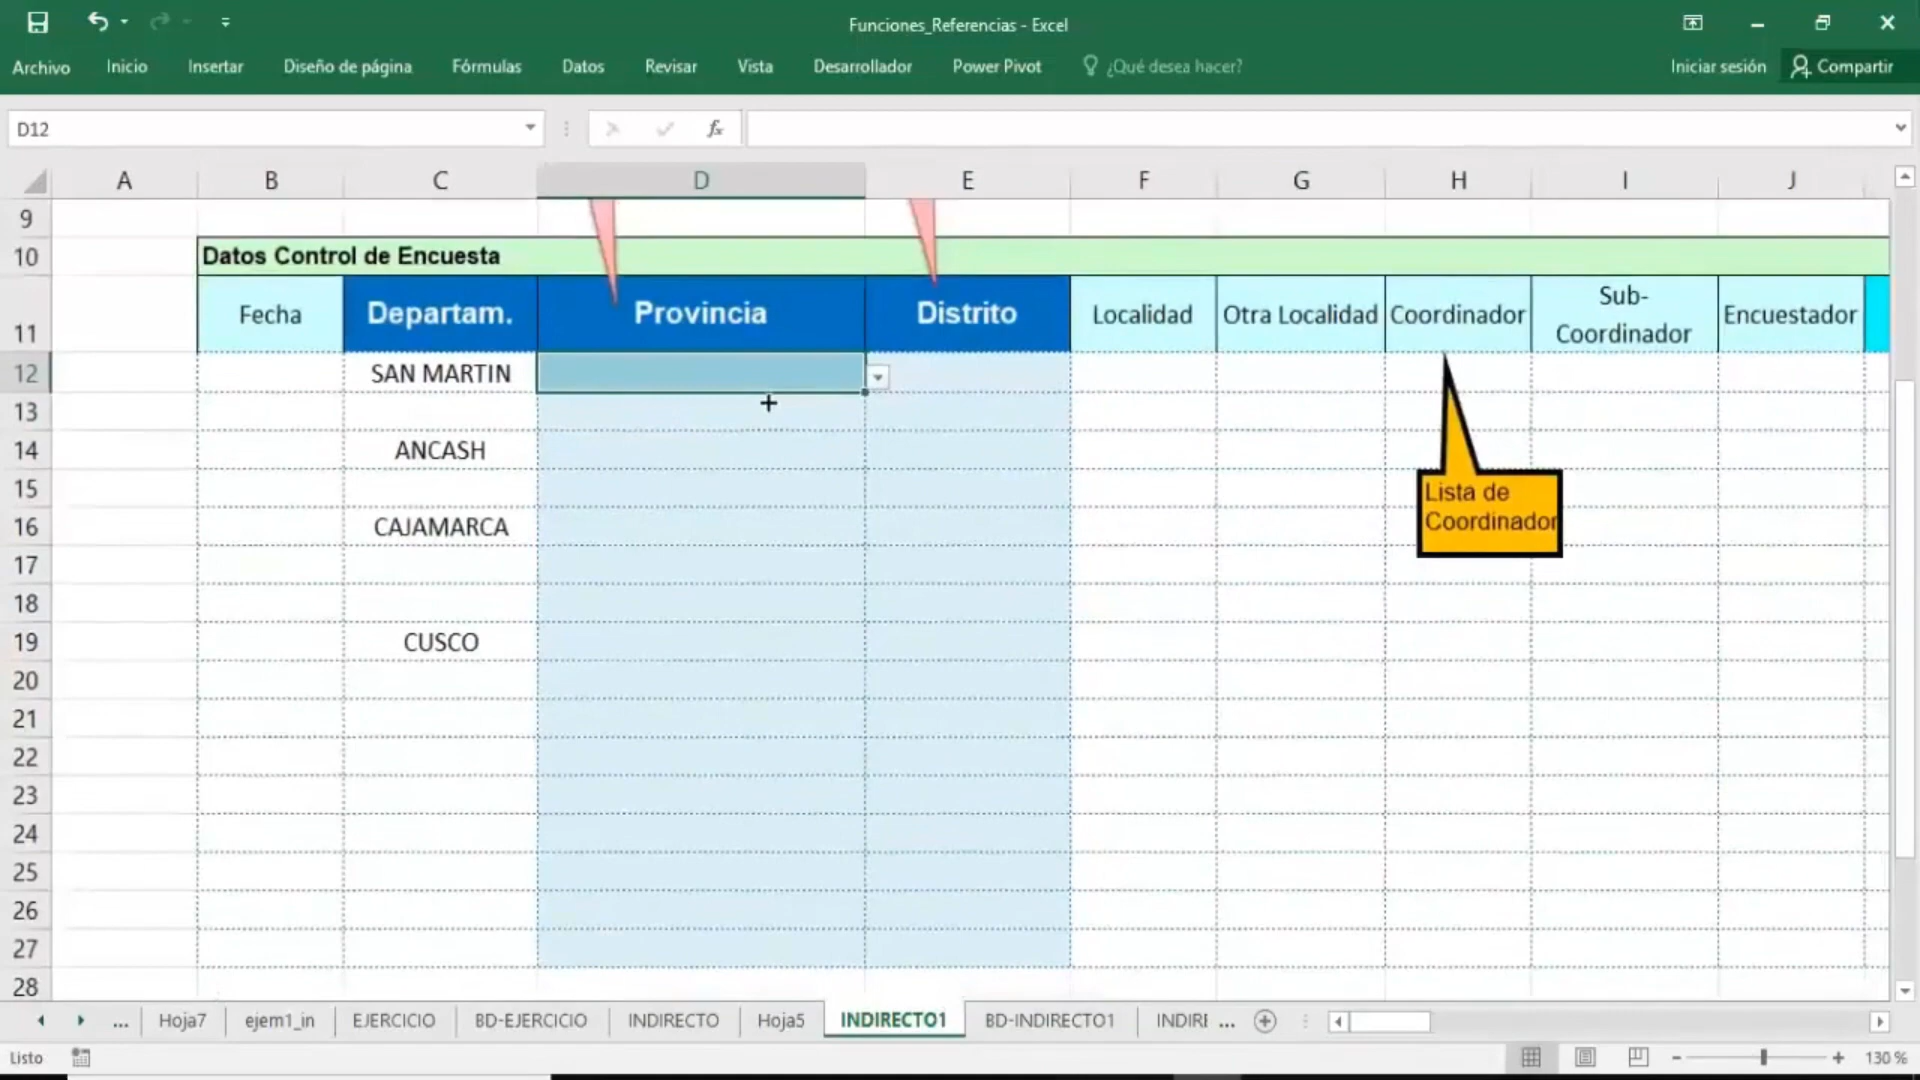 Funciones_Referencias - Excel
Archivo Inicio Insertar Diseño de página Fórmulas Datos Revisar Vista Desarrollador Power Pivot ¿Qué desea hacer? Iniciar sesión Compartir
D12 fx
A B C D E F G H I J
9
10 Datos Control de Encuesta
11 Fecha Departam. Provincia Distrito Localidad Otra Localidad Coordinador Sub-
Coordinador Encuestador
12 SAN MARTIN
13
14 ANCASH
15
Lista de
Coordinador
16 CAJAMARCA
17
18
19 CUSCO
20
21
22
23
24
25
26
27
28
... Hoja7 ejem1_in EJERCICIO BD-EJERCICIO INDIRECTO Hoja5 INDIRECTO1 BD-INDIRECTO1 INDIRE ...
Listo 130 %